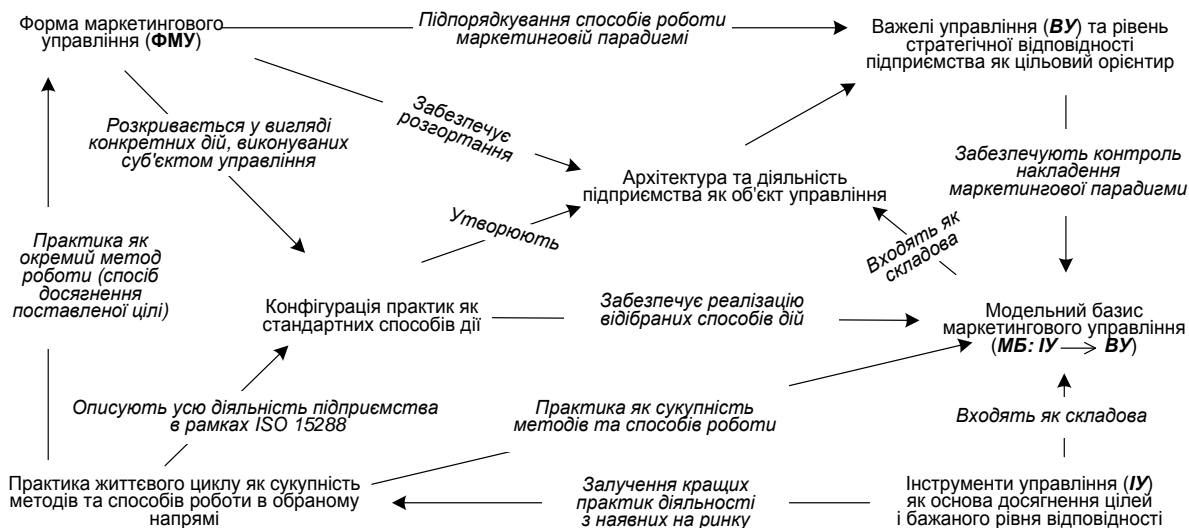 Форма маркетингового
управління (ФМУ)
Підпорядкування способів роботи
маркетинговій парадигмі
Важелі управління (ВУ) та рівень
стратегічної відповідності
підприємства як цільовий орієнтир
Розкривається у вигляді
конкретних дій, виконуваних
суб'єктом управління
Забезпечує
розгортання
Архітектура та діяльність
підприємства як об'єкт управління
Забезпечують контроль
накладення
маркетингової парадигми
Утворюють
Входять як
складова
Практика як
окремий метод
роботи (спосіб
досягнення
поставленої цілі)
Конфігурація практик як
стандартних способів дії
Забезпечує реалізацію
відібраних способів дій
Модельний базис
маркетингового управління
(МБ: ІУ → ВУ)
Описують усю діяльність підприємства
в рамках ISO 15288
Практика як сукупність
методів та способів роботи
Входять як складова
Практика життєвого циклу як сукупність
методів та способів роботи в обраному
напрямі
Залучення кращих
практик діяльності
з наявних на ринку
Інструменти управління (ІУ)
як основа досягнення цілей
і бажаного рівня відповідності